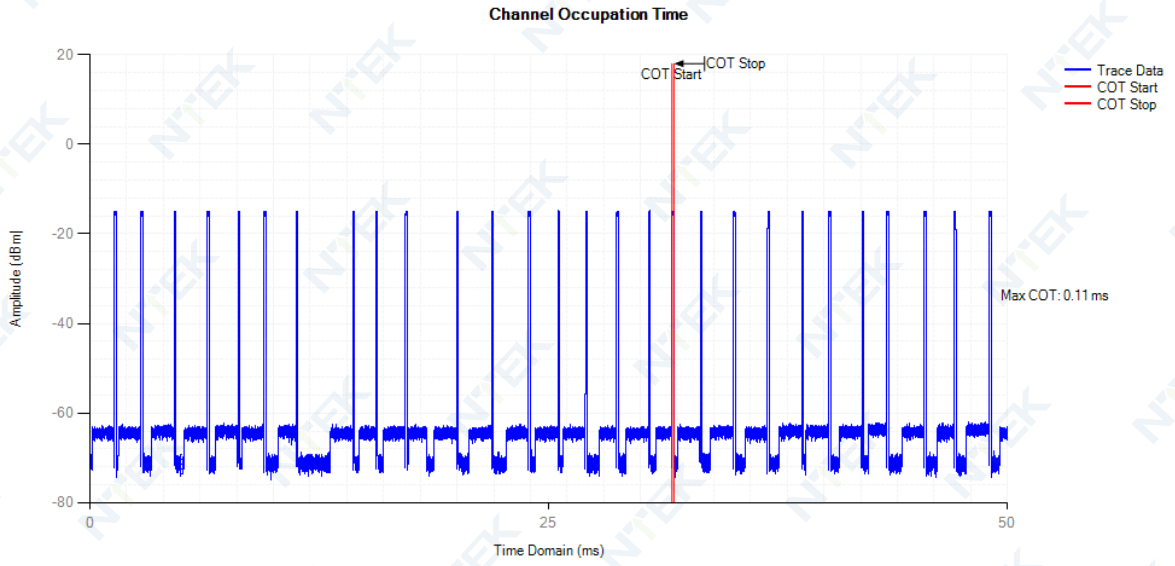 Channel Occupation Time
20
0
-20
-40
-60
-80
0
25
50
Amplitude (dBm|
Time Domain (ms)
COT Start
COT Stop
Trace Data
COT Start
COT Stop
Max COT: 0.11 ms
NTEK